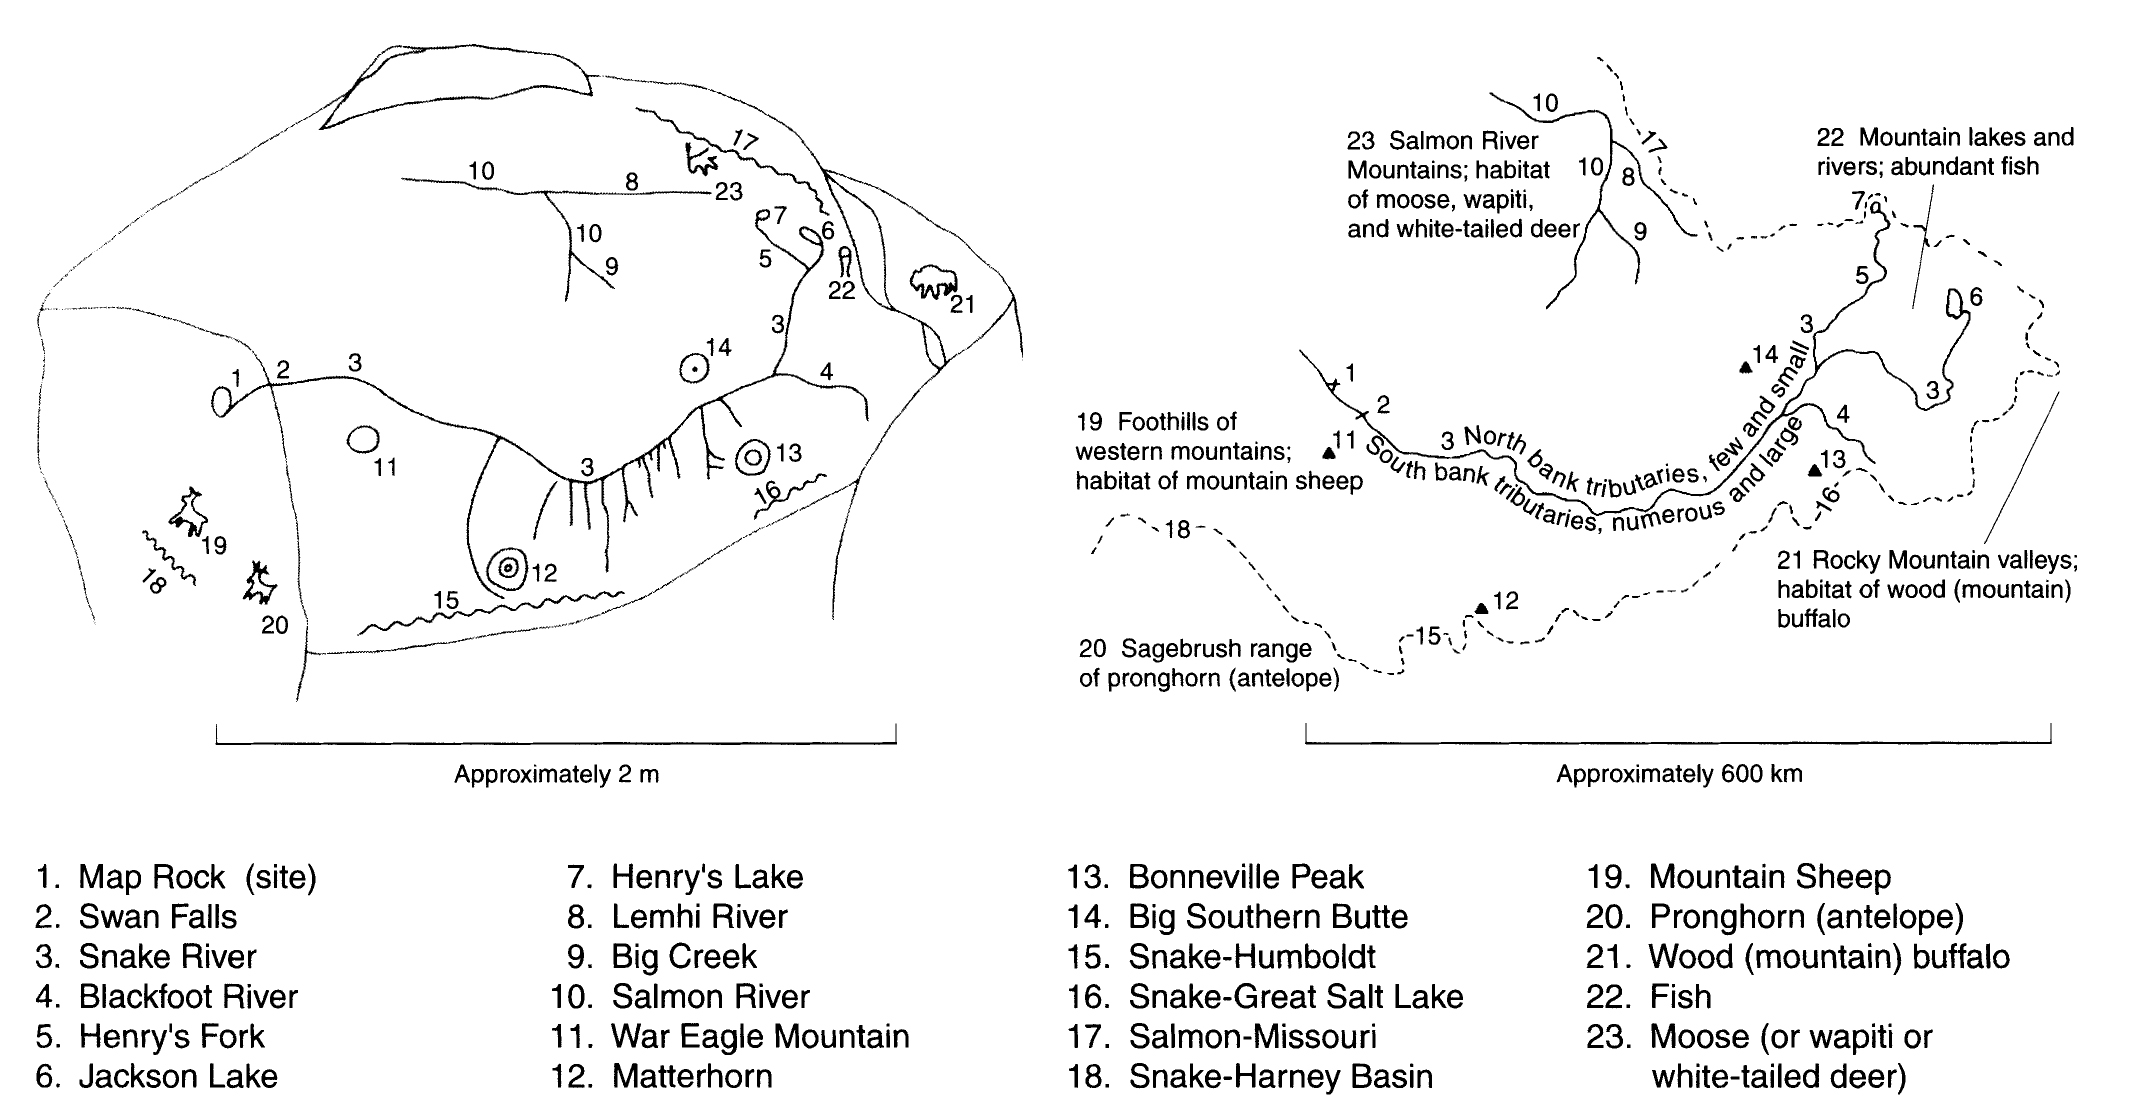 17
10
8
23
7
10
6
5
9
22
21
3
14
1
2
3
4
11
3
13
16
19
18
12
15
20
Approximately 2 m
10
17
23 Salmon River
Mountains; habitat
of moose, wapiti,
and white-tailed deer
10
8
9
22 Mountain lakes and
rivers; abundant fish
7
5
6
3
14
1
2
3
3
4
19 Foothills of
western mountains;
habitat of mountain sheep
11
North bank tributaries, few and small
South bank tributaries, numerous and large
13
16
18
21 Rocky Mountain valleys;
habitat of wood (mountain)
buffalo
12
15
20 Sagebrush range
of pronghorn (antelope)
Approximately 600 km
1. Map Rock (site)
2. Swan Falls
3. Snake River
4. Blackfoot River
5. Henry's Fork
6. Jackson Lake
7. Henry's Lake
8. Lemhi River
9. Big Creek
10. Salmon River
11. War Eagle Mountain
12. Matterhorn
13. Bonneville Peak
14. Big Southern Butte
15. Snake-Humboldt
16. Snake-Great Salt Lake
17. Salmon-Missouri
18. Snake-Harney Basin
19. Mountain Sheep
20. Pronghorn (antelope)
21. Wood (mountain) buffalo
22. Fish
23. Moose (or wapiti or
white-tailed deer)